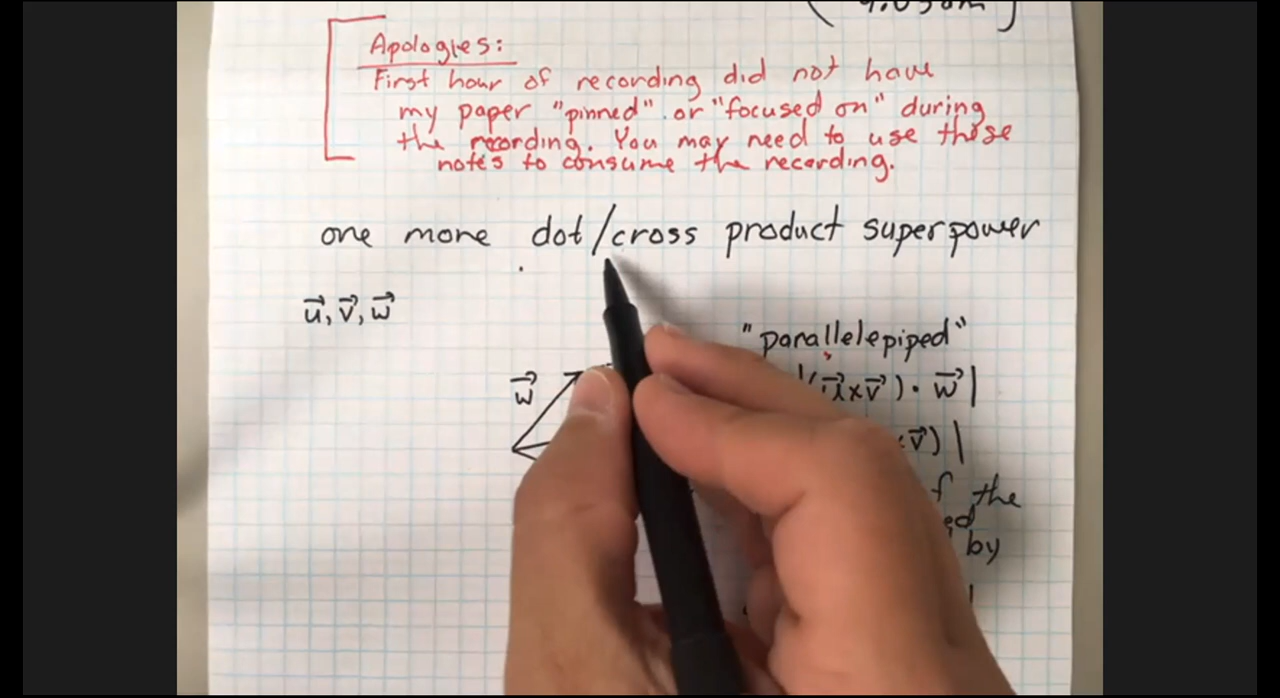 Apologies:
First hour of recording did not have
my paper "pinned" or "focused on" during
the recording. You may need to use these
notes to consume the recording.
one more dot/cross product superpower
u⃗, v⃗, w⃗
"parallelepiped"
w⃗
|(u⃗×v⃗)·w⃗|
v⃗)|
the
by